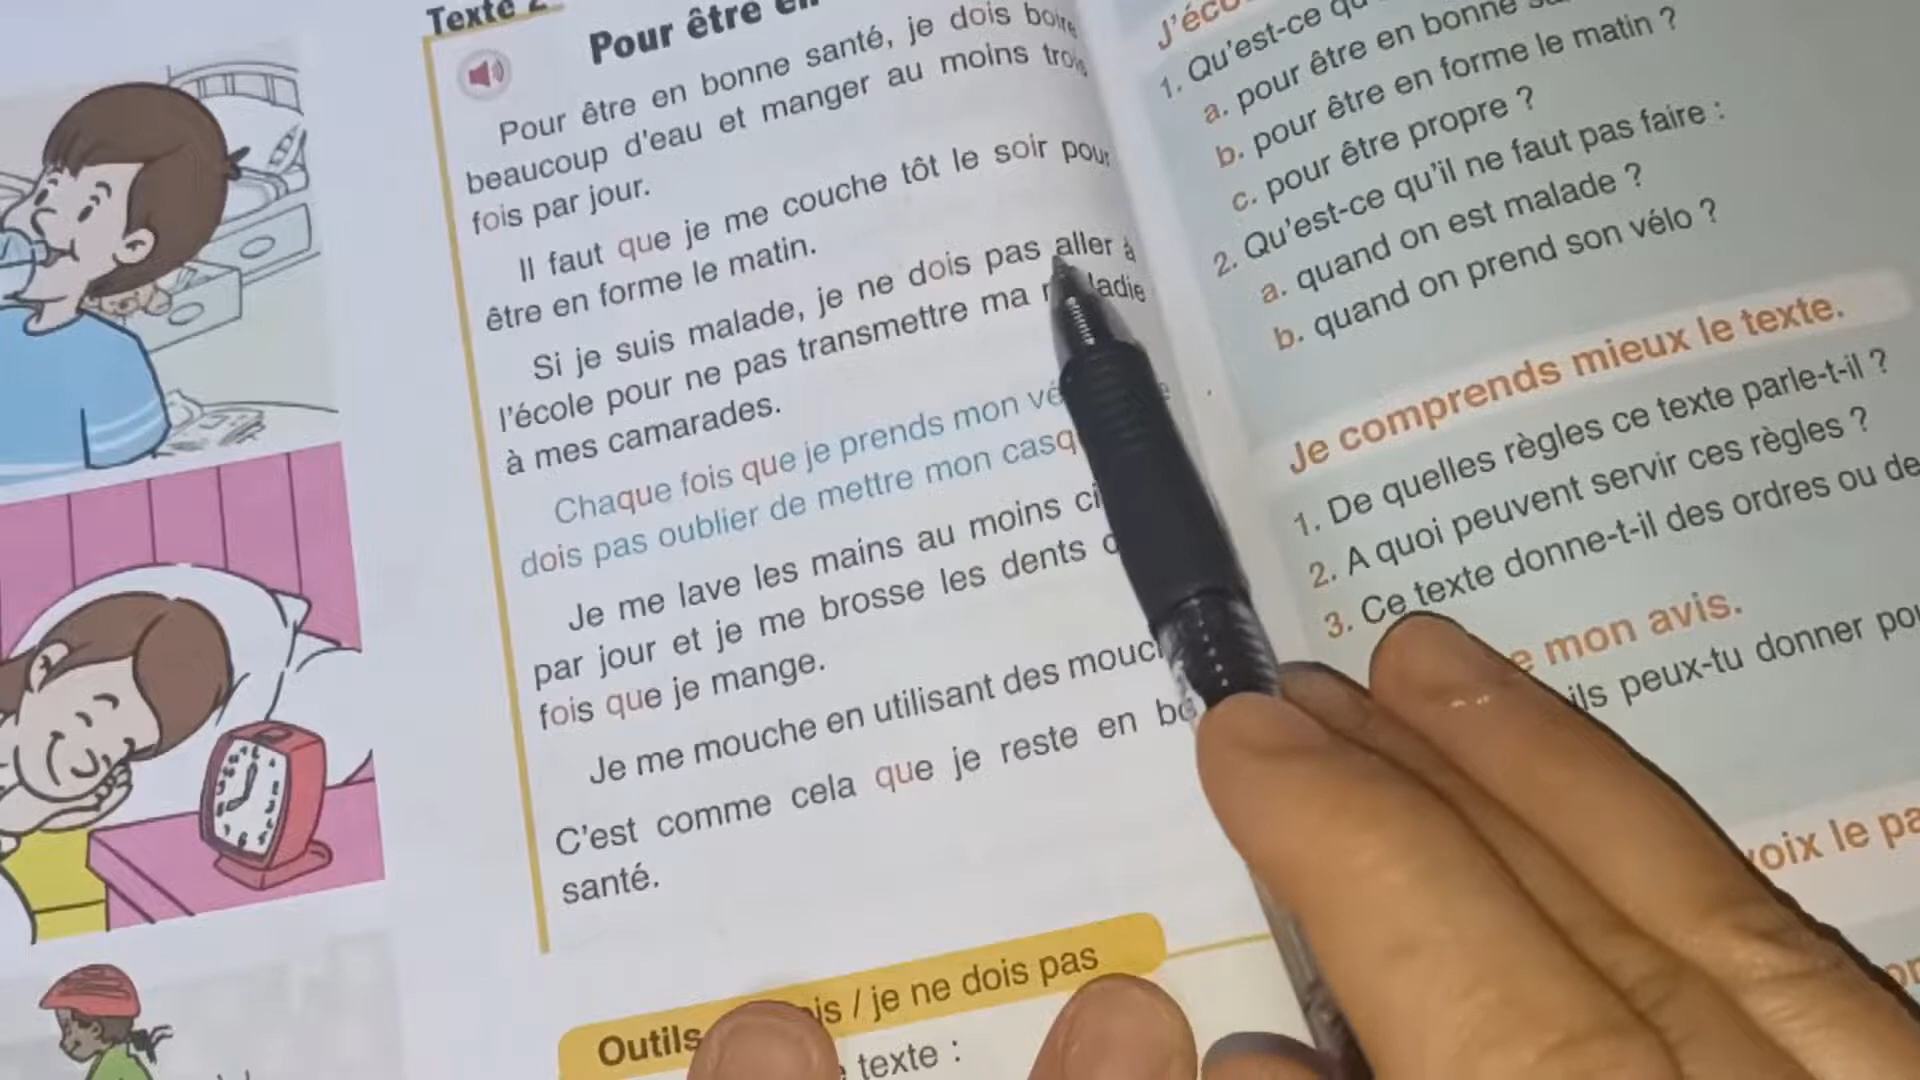 Texte 2
Pour être
Pour être en bonne santé, je dois boire
beaucoup d'eau et manger au moins trois
fois par jour.
Il faut que je me couche tôt le soir pour
être en forme le matin.
Si je suis malade, je ne dois pas aller à
l'école pour ne pas transmettre ma maladie
à mes camarades.
Chaque fois que je prends mon
dois pas oublier de mettre mon
Je me lave les mains au moins
par jour et je me brosse les dents
fois que je mange.
Je me mouche en utilisant des
C'est comme cela que je reste en
santé.
Outils / je ne dois pas
texte :
1. Qu'est-ce
a. pour être en bonne
b. pour être en forme le matin ?
c. pour être propre ?
2. Qu'est-ce qu'il ne faut pas faire :
a. quand on est malade ?
b. quand on prend son vélo ?
Je comprends mieux le texte.
1. De quelles règles ce texte parle-t-il ?
2. A quoi peuvent servir ces règles ?
3. Ce texte donne-t-il des ordres ou
mon avis.
peux-tu donner
voix le